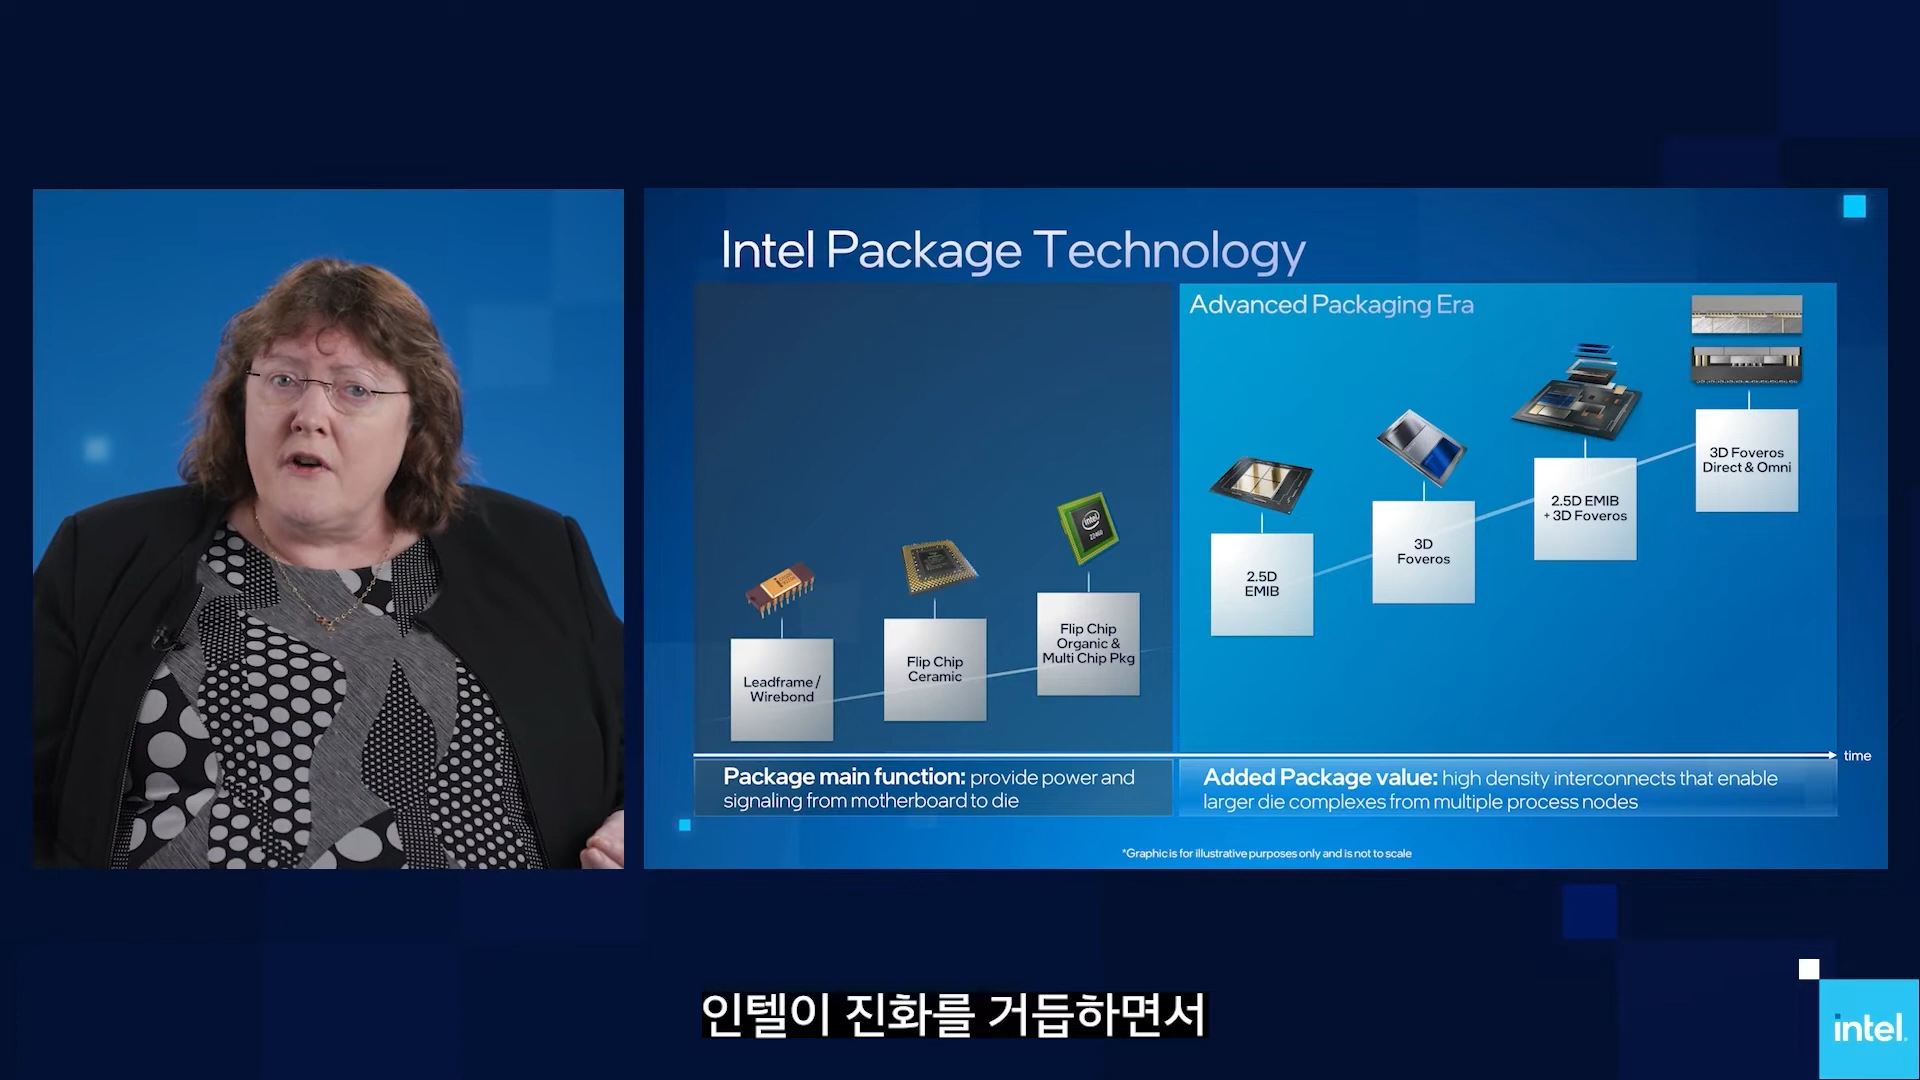 Intel Package Technology
Advanced Packaging Era
Leadframe /
Wirebond
Flip Chip
Ceramic
Flip Chip
Organic &
Multi Chip Pkg
2.5D
EMIB
3D
Foveros
2.5D EMIB
+ 3D Foveros
3D Foveros
Direct & Omni
time
Package main function: provide power and
signaling from motherboard to die
Added Package value: high density interconnects that enable
larger die complexes from multiple process nodes
*Graphic is for illustrative purposes only and is not to scale
인텔이 진화를 거듭하면서
intel.